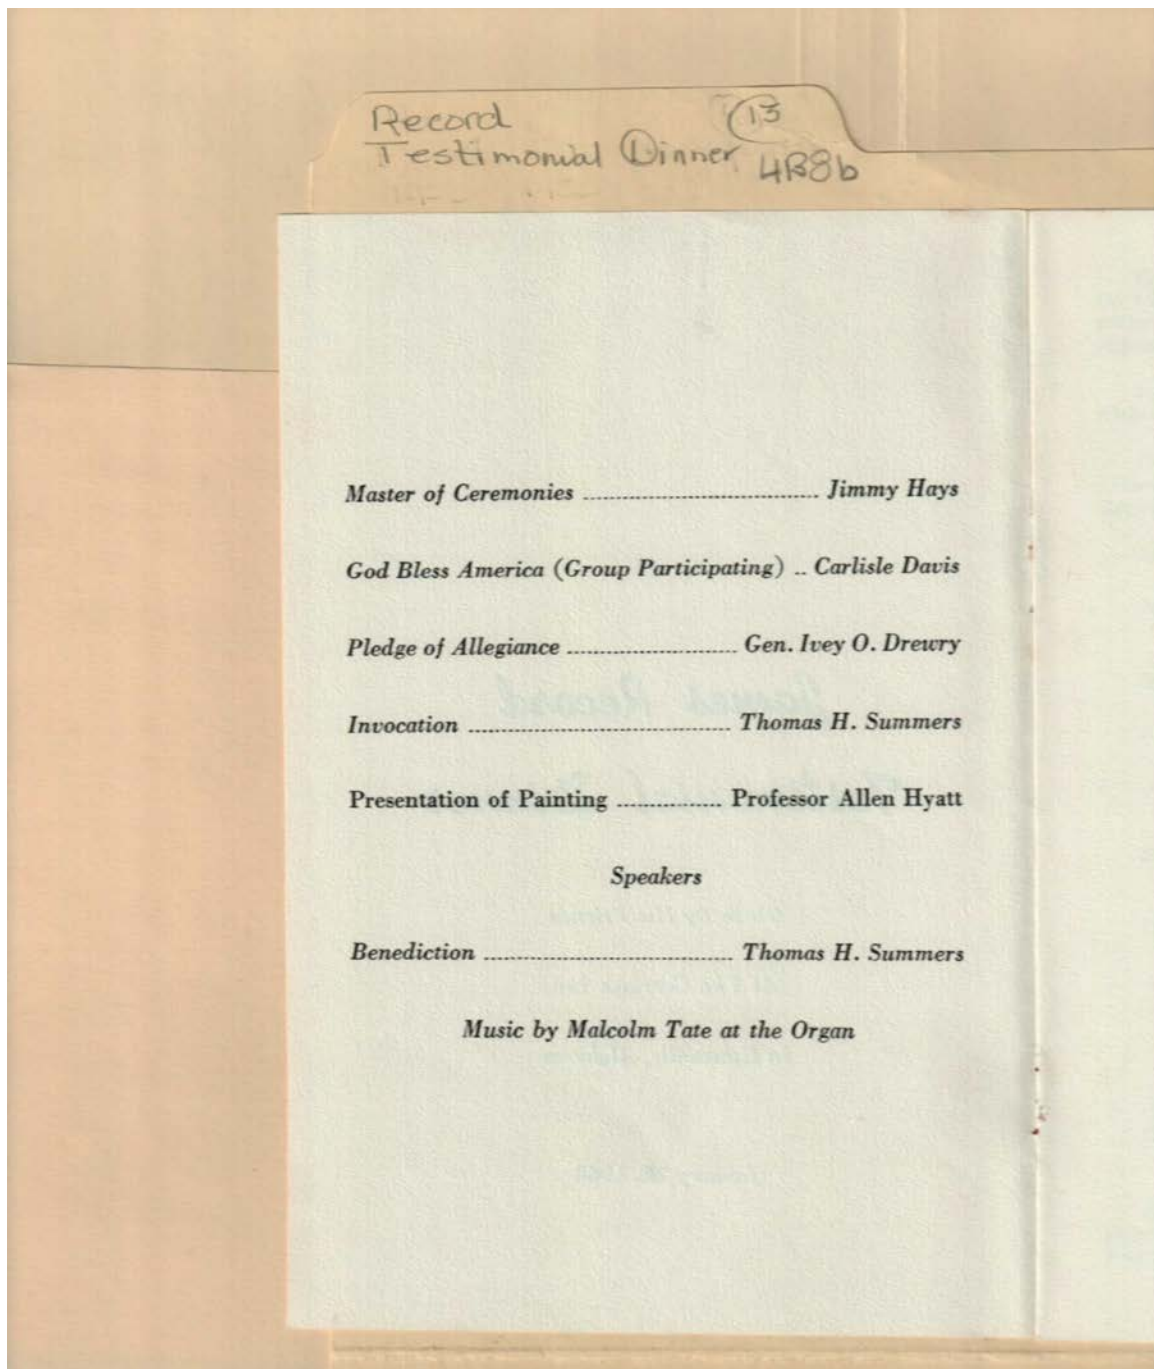 Record 13
Testimonial Dinner 4B8b
Master of Ceremonies .................................... Jimmy Hays
God Bless America (Group Participating) .. Carlisle Davis
Pledge of Allegiance .......................... Gen. Ivey O. Drewry
Invocation ........................................ Thomas H. Summers
Presentation of Painting ................ Professor Allen Hyatt
Speakers
Benediction ...................................... Thomas H. Summers
Music by Malcolm Tate at the Organ